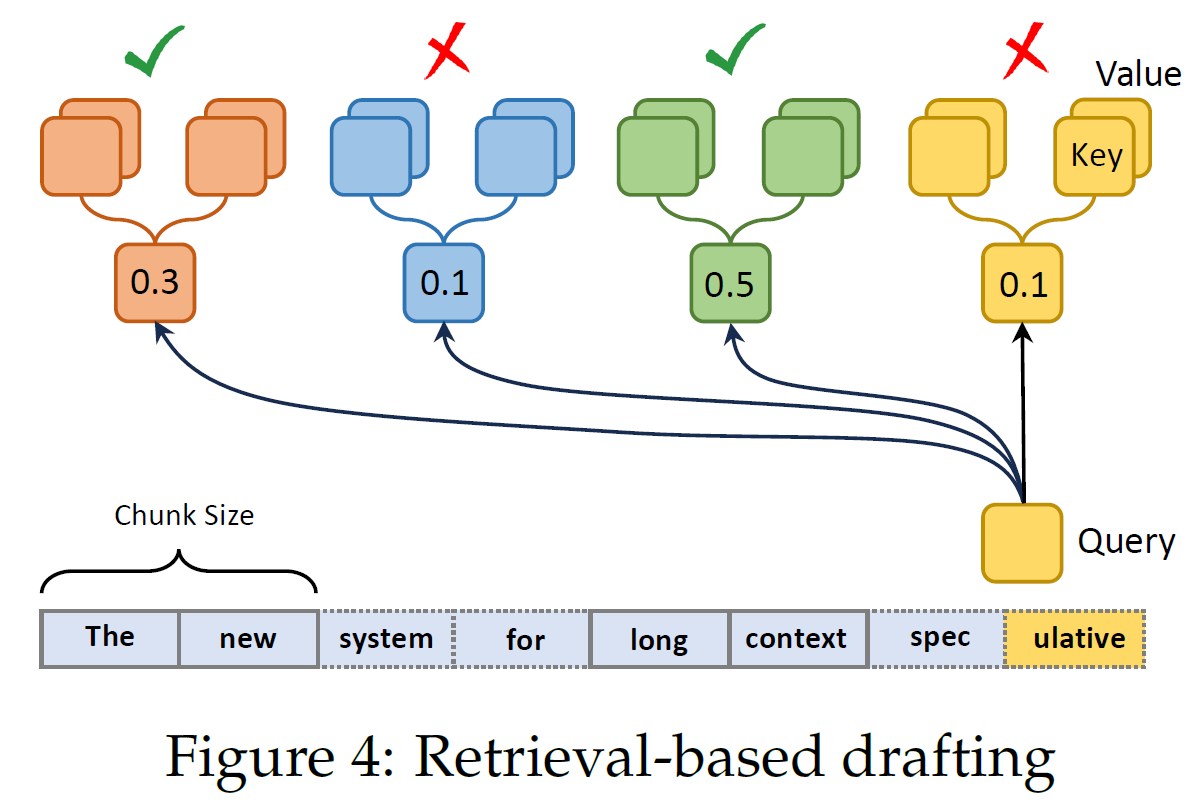 Value
Key
0.3 0.1 0.5 0.1
Chunk Size
Query
The new system for long context spec ulative
Figure 4: Retrieval-based drafting